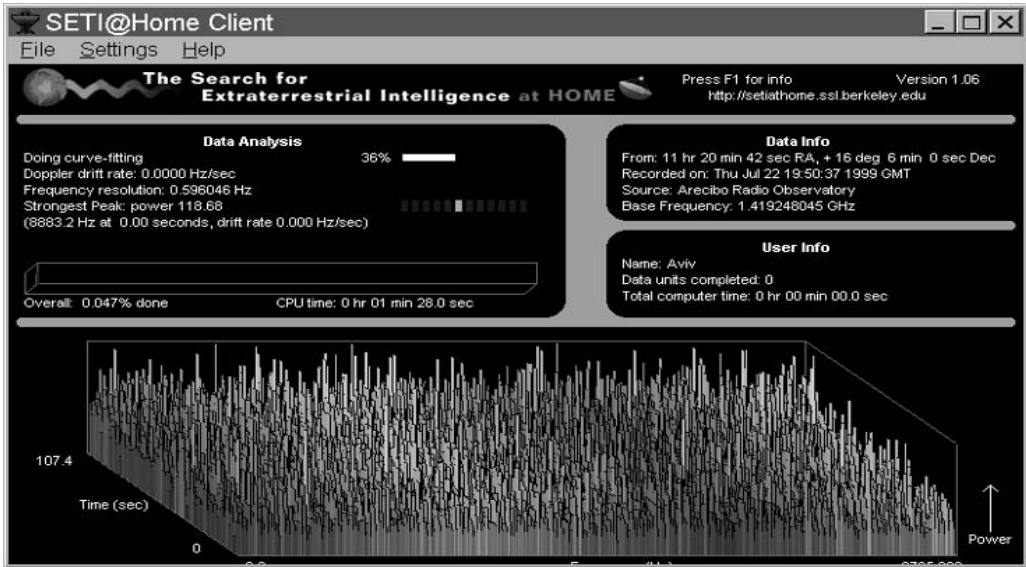 SETI@Home Client
File Settings Help
The Search for
Extraterrestrial Intelligence at HOME
Press F1 for info Version 1.06
http://setiathome.ssl.berkeley.edu
Data Analysis
Doing curve-fitting 36%
Doppler drift rate: 0.0000 Hz/sec
Frequency resolution: 0.596046 Hz
Strongest Peak: power 118.68
(8883.2 Hz at 0.00 seconds, drift rate 0.000 Hz/sec)
Overall: 0.047% done CPU time: 0 hr 01 min 28.0 sec
Data Info
From: 11 hr 20 min 42 sec RA, + 16 deg 6 min 0 sec Dec
Recorded on: Thu Jul 22 19:50:37 1999 GMT
Source: Arecibo Radio Observatory
Base Frequency: 1.419248045 GHz
User Info
Name: Aviv
Data units completed: 0
Total computer time: 0 hr 00 min 00.0 sec
107.4
Time (sec)
0
Power